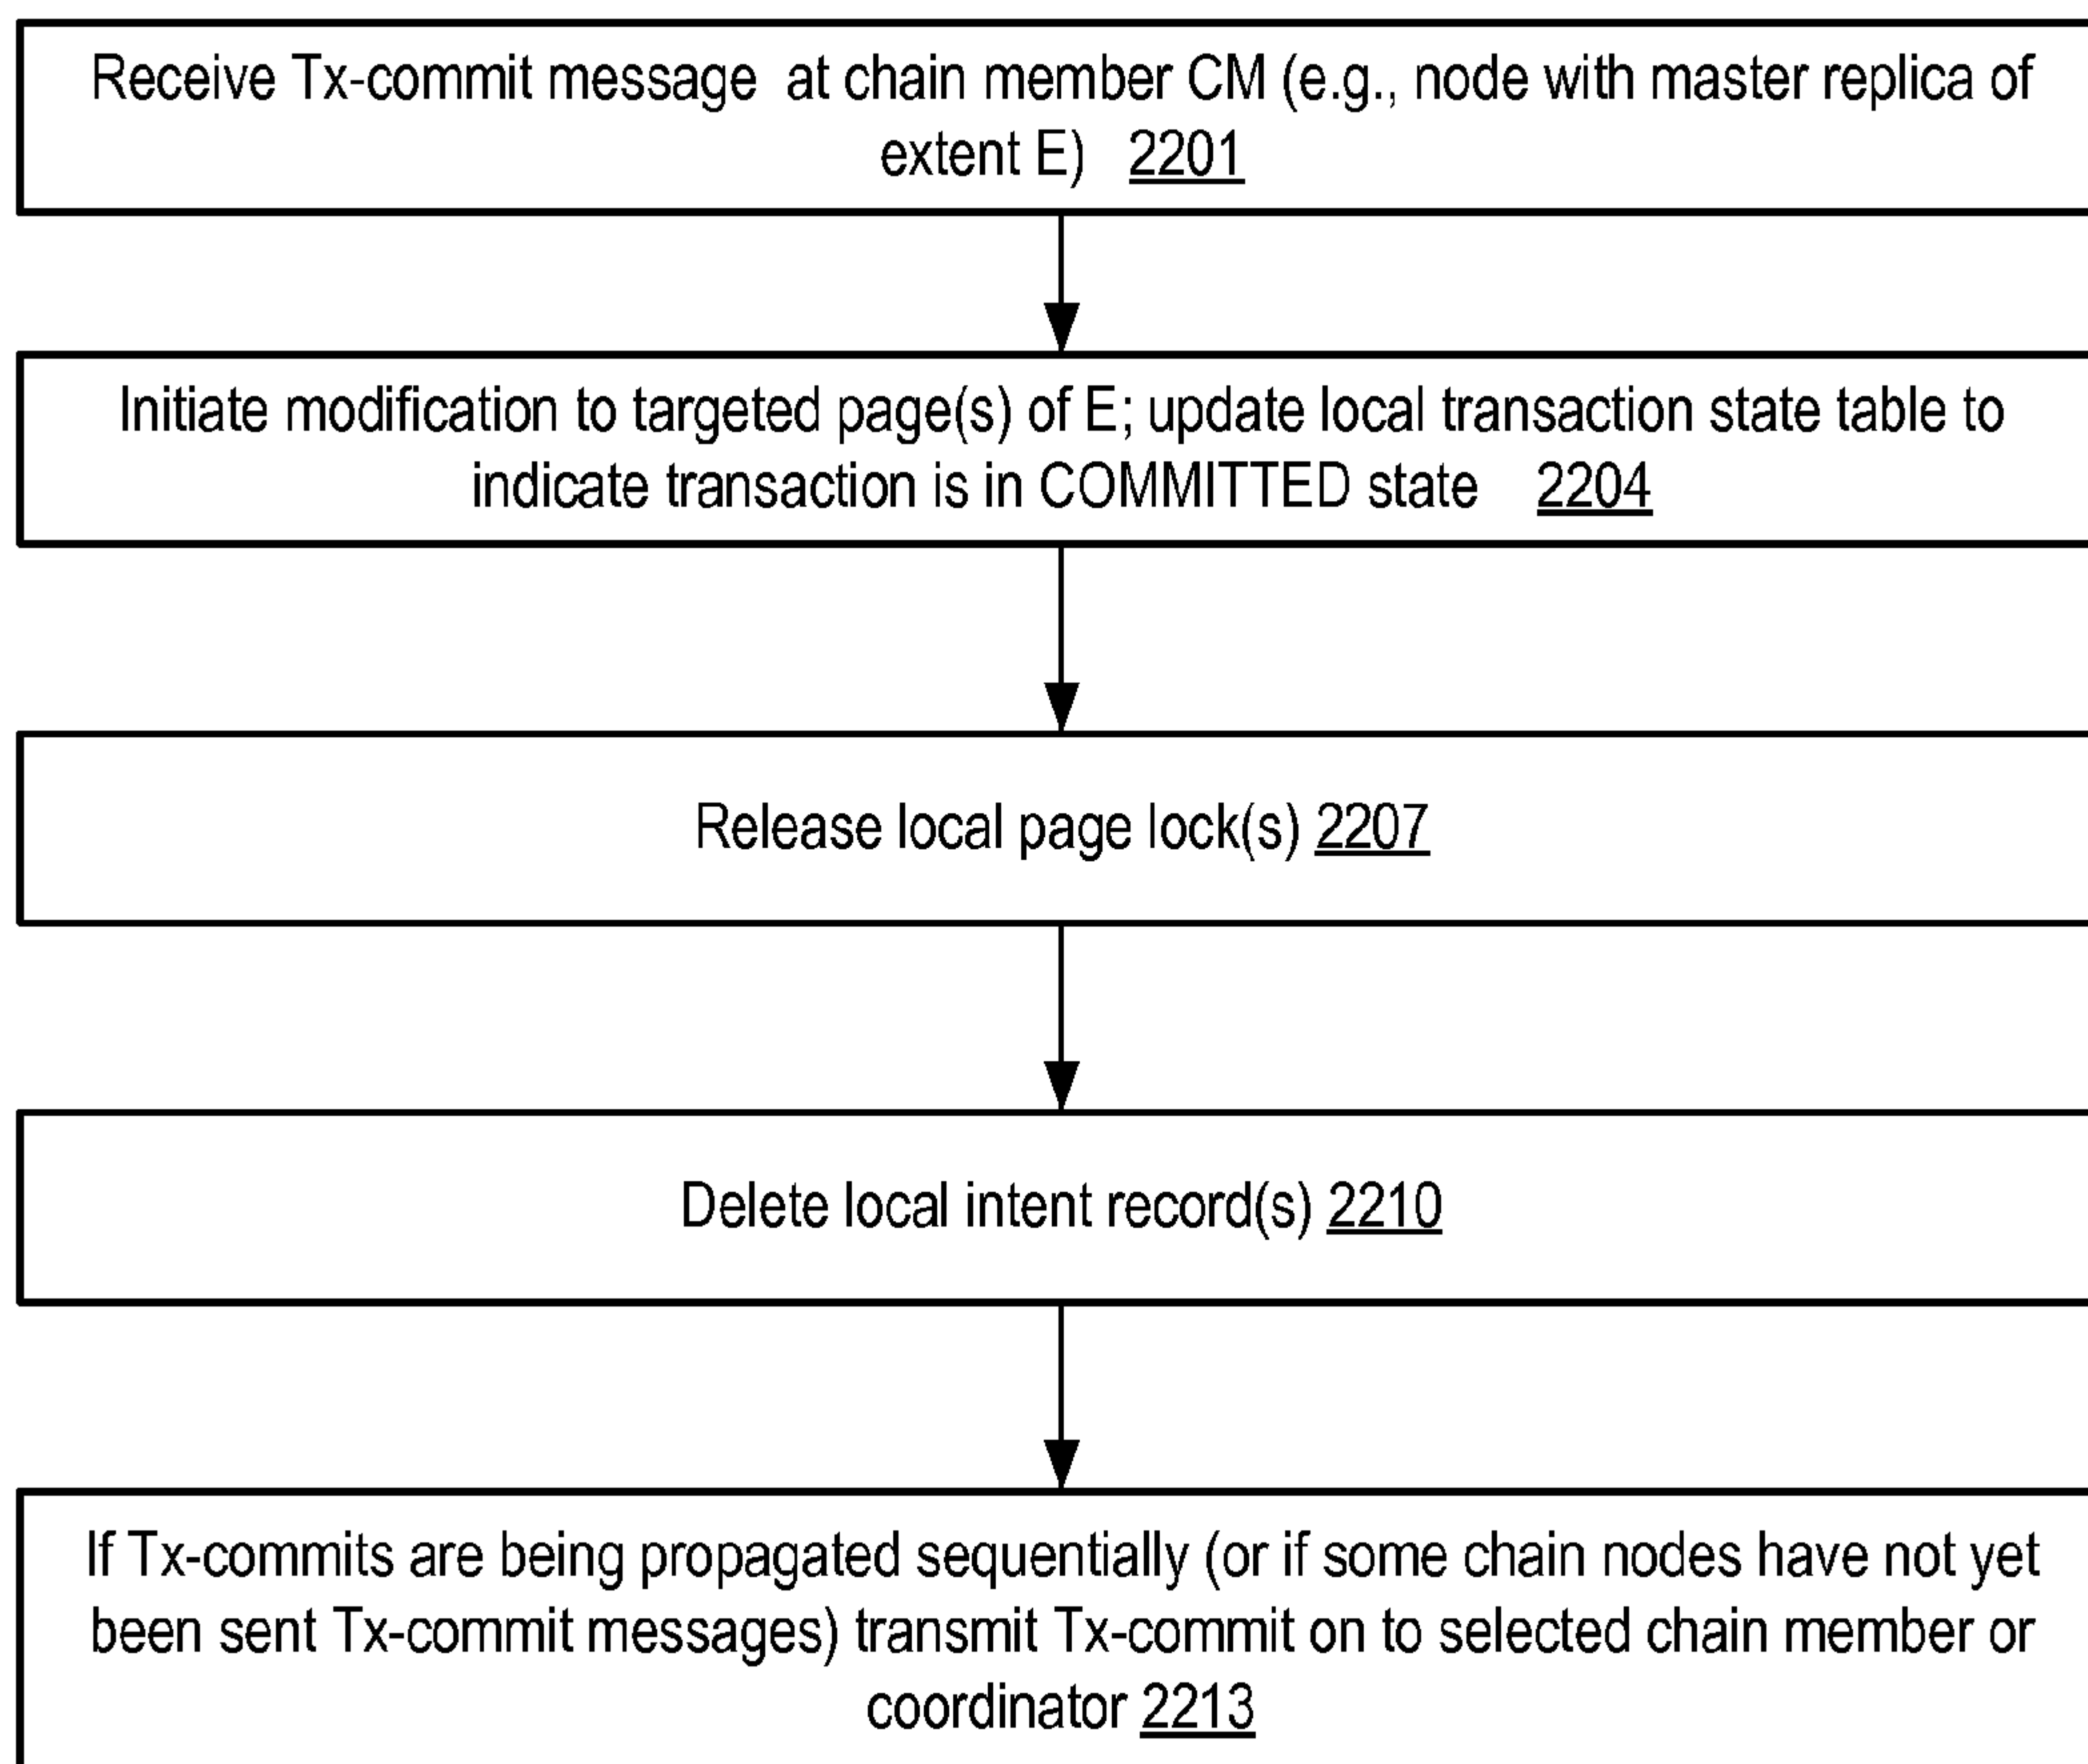 Receive Tx-commit message at chain member CM (e.g., node with master replica of
extent E) 2201
Initiate modification to targeted page(s) of E; update local transaction state table to
indicate transaction is in COMMITTED state 2204
Release local page lock(s) 2207
Delete local intent record(s) 2210
If Tx-commits are being propagated sequentially (or if some chain nodes have not yet
been sent Tx-commit messages) transmit Tx-commit on to selected chain member or
coordinator 2213